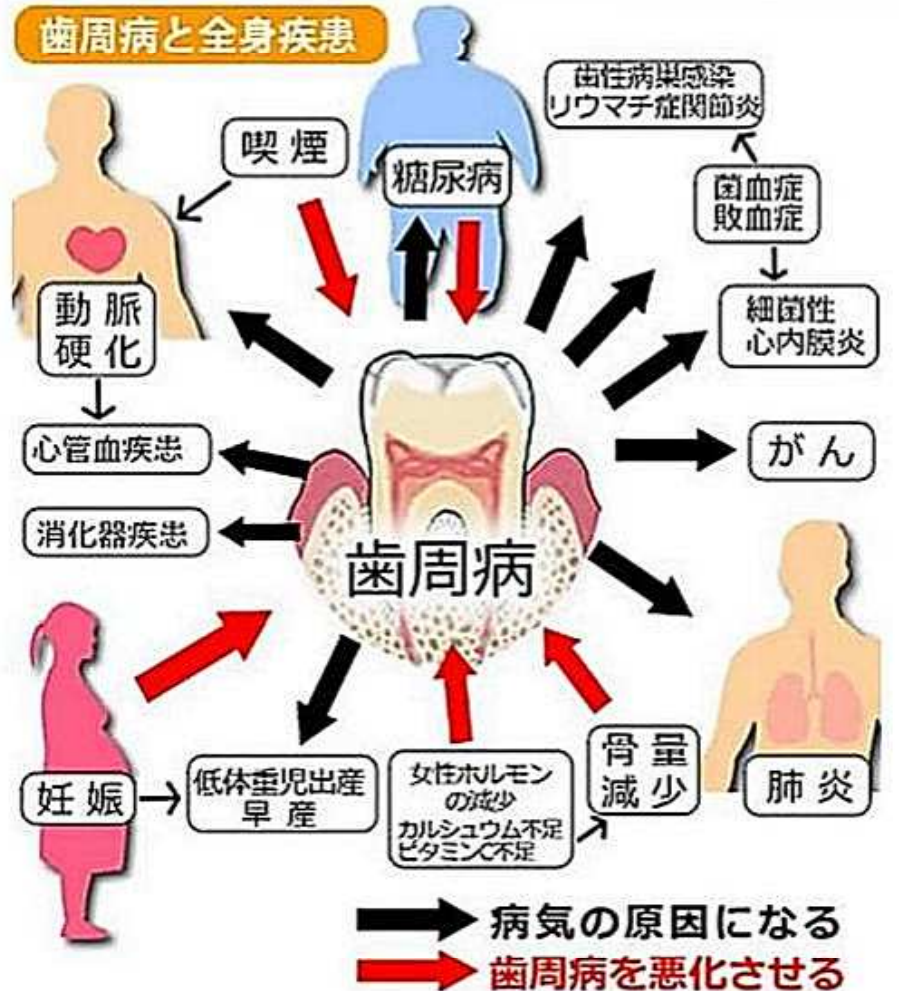 歯周病と全身疾患
喫煙
糖尿病
歯性病巣感染
リウマチ症関節炎
菌血症
敗血症
細菌性
心内膜炎
動脈
硬化
心管血疾患
がん
消化器疾患
歯周病
妊娠
低体重児出産
早産
女性ホルモン
の減少
カルシュウム不足
ビタミンC不足
骨量
減少
肺炎
病気の原因になる
歯周病を悪化させる